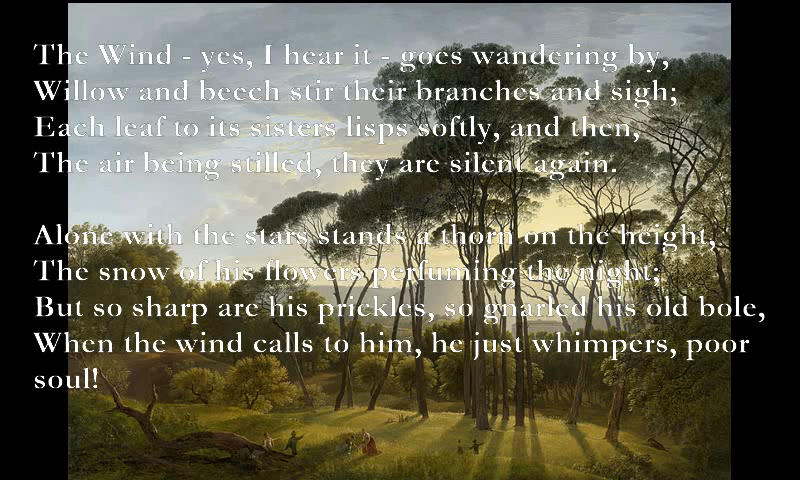 The Wind - yes, I hear it - goes wandering by,
Willow and beech stir their branches and sigh;
Each leaf to its sisters lisps softly, and then,
The air being stilled, they are silent again.

Alone with the stars stands a thorn on the height,
The snow of his flowers perfuming the night;
But so sharp are his prickles, so gnarled his old bole,
When the wind calls to him, he just whimpers, poor
soul!